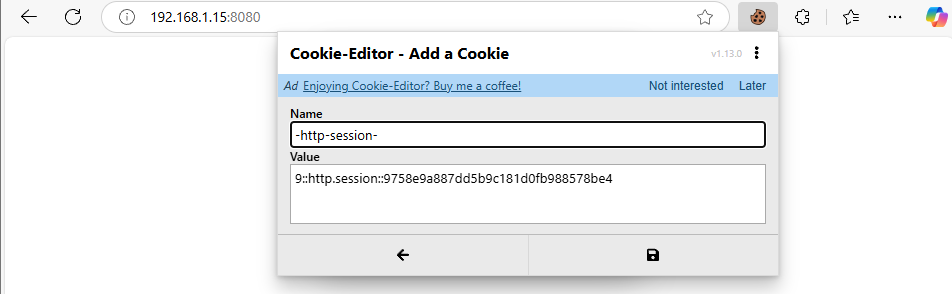 192.168.1.15:8080
Cookie-Editor - Add a Cookie v1.13.0
Ad Enjoying Cookie-Editor? Buy me a coffee! Not interested Later
Name
-http-session-
Value
9::http.session::9758e9a887dd5b9c181d0fb988578be4